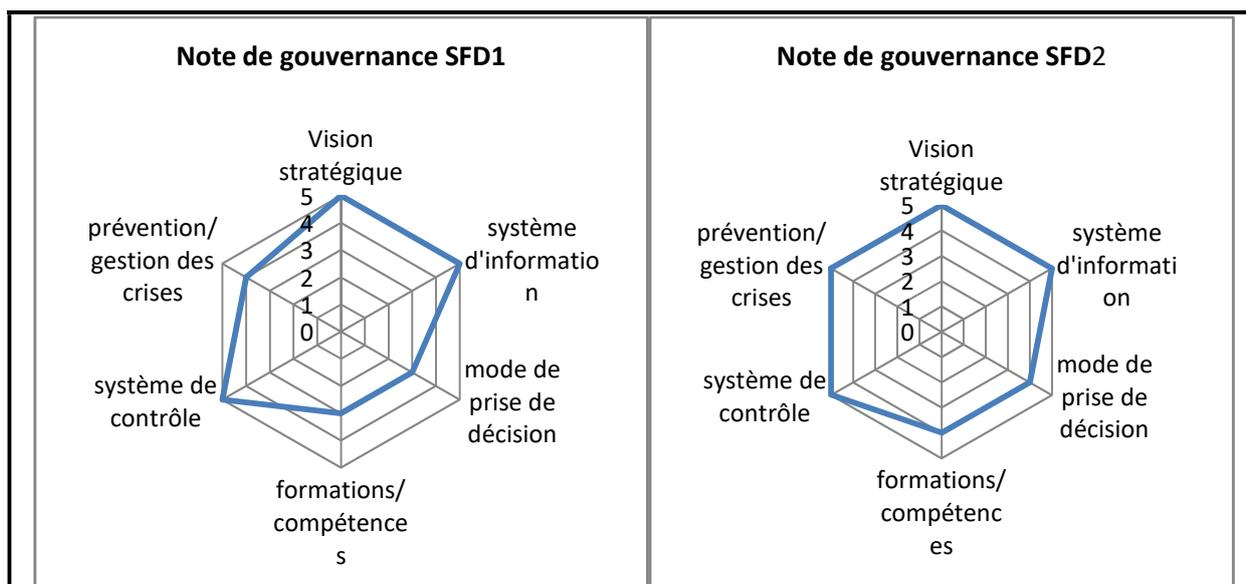 Note de gouvernance SFD1
Vision
stratégique
5
4
3
2
1
0
système
d'informatio
n
mode de
prise de
décision
formations/
compétence
s
système de
contrôle
prévention/
gestion des
crises
Note de gouvernance SFD2
Vision
stratégique
5
4
3
2
1
0
système
d'informati
on
mode de
prise de
décision
formations/
compétenc
es
système de
contrôle
prévention/
gestion des
crises